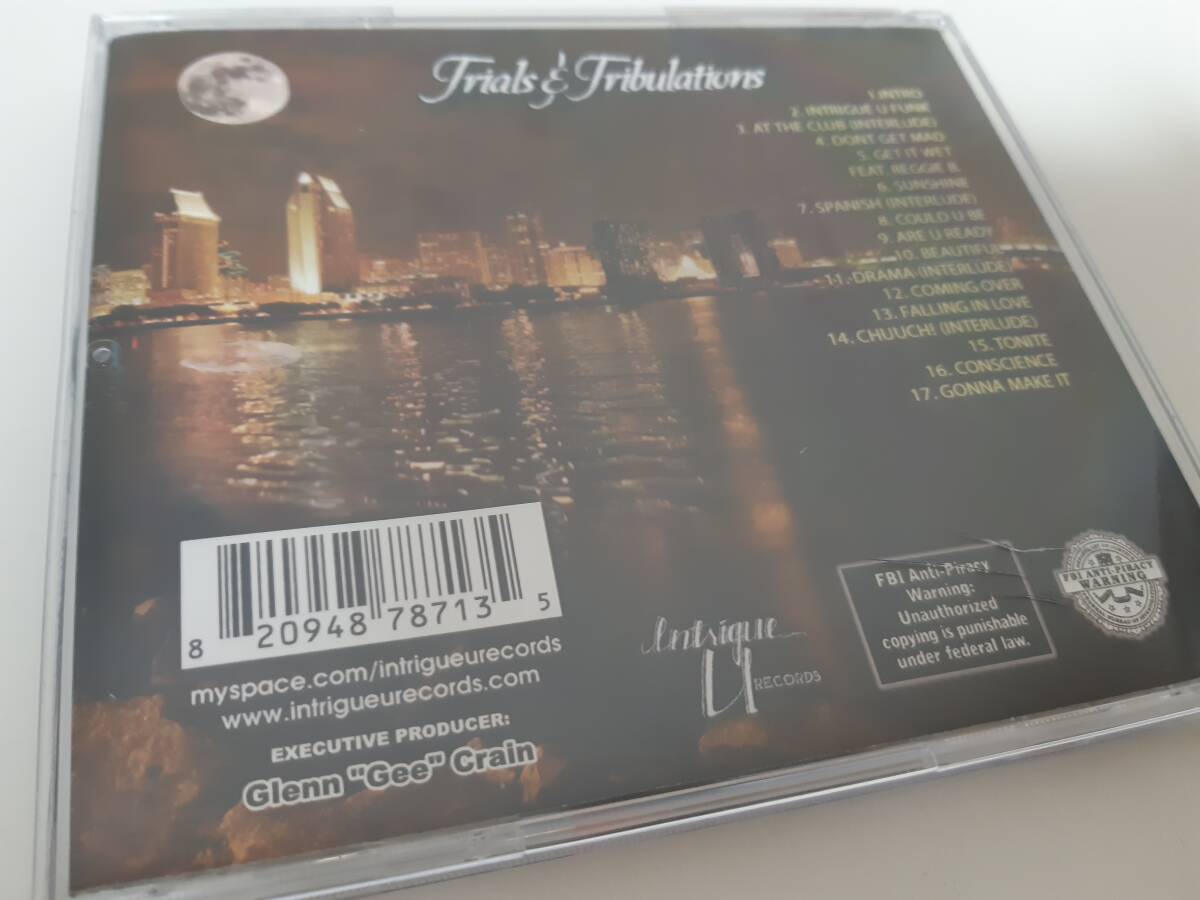 Trials & Tribulations
1. INTRO
2. INTRIGUE U FUNK
3. AT THE CLUB (INTERLUDE)
4. DONT GET MAD
5. GET IT WET
FEAT. REGGIE B.
6. SUNSHINE
7. SPANISH (INTERLUDE)
8. COULD U BE
9. ARE U READY
10. BEAUTIFUL
11. DRAMA (INTERLUDE)
12. COMING OVER
13. FALLING IN LOVE
14. CHUUCH! (INTERLUDE)
15. TONITE
16. CONSCIENCE
17. GONNA MAKE IT
8 20948 78713 5
myspace.com/intrigueurecords
www.intrigueurecords.com
EXECUTIVE PRODUCER:
Glenn "Gee" Crain
Intrigue
U RECORDS
FBI Anti-Piracy
Warning:
Unauthorized
copying is punishable
under federal law.
FBI ANTI-PIRACY
WARNING